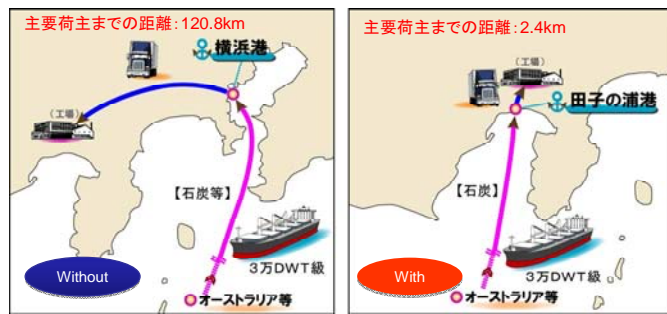 主要荷主までの距離：120.8km
横浜港
(工場)
【石炭等】
3万DWT級
Without
オーストラリア等
主要荷主までの距離：2.4km
(工場)
田子の浦港
【石炭】
3万DWT級
With
オーストラリア等